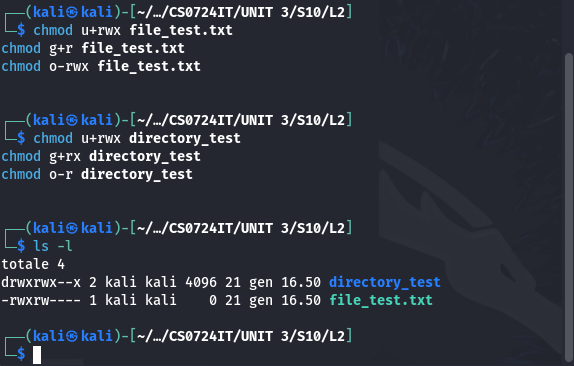 ┌──(kali㉿kali)-[~/…/CS0724IT/UNIT 3/S10/L2]
└─$ chmod u+rwx file_test.txt
chmod g+r file_test.txt
chmod o-rwx file_test.txt
┌──(kali㉿kali)-[~/…/CS0724IT/UNIT 3/S10/L2]
└─$ chmod u+rwx directory_test
chmod g+rx directory_test
chmod o-r directory_test
┌──(kali㉿kali)-[~/…/CS0724IT/UNIT 3/S10/L2]
└─$ ls -l
totale 4
drwxrwx--x 2 kali kali 4096 21 gen 16.50 directory_test
-rwxrw---- 1 kali kali    0 21 gen 16.50 file_test.txt
┌──(kali㉿kali)-[~/…/CS0724IT/UNIT 3/S10/L2]
└─$